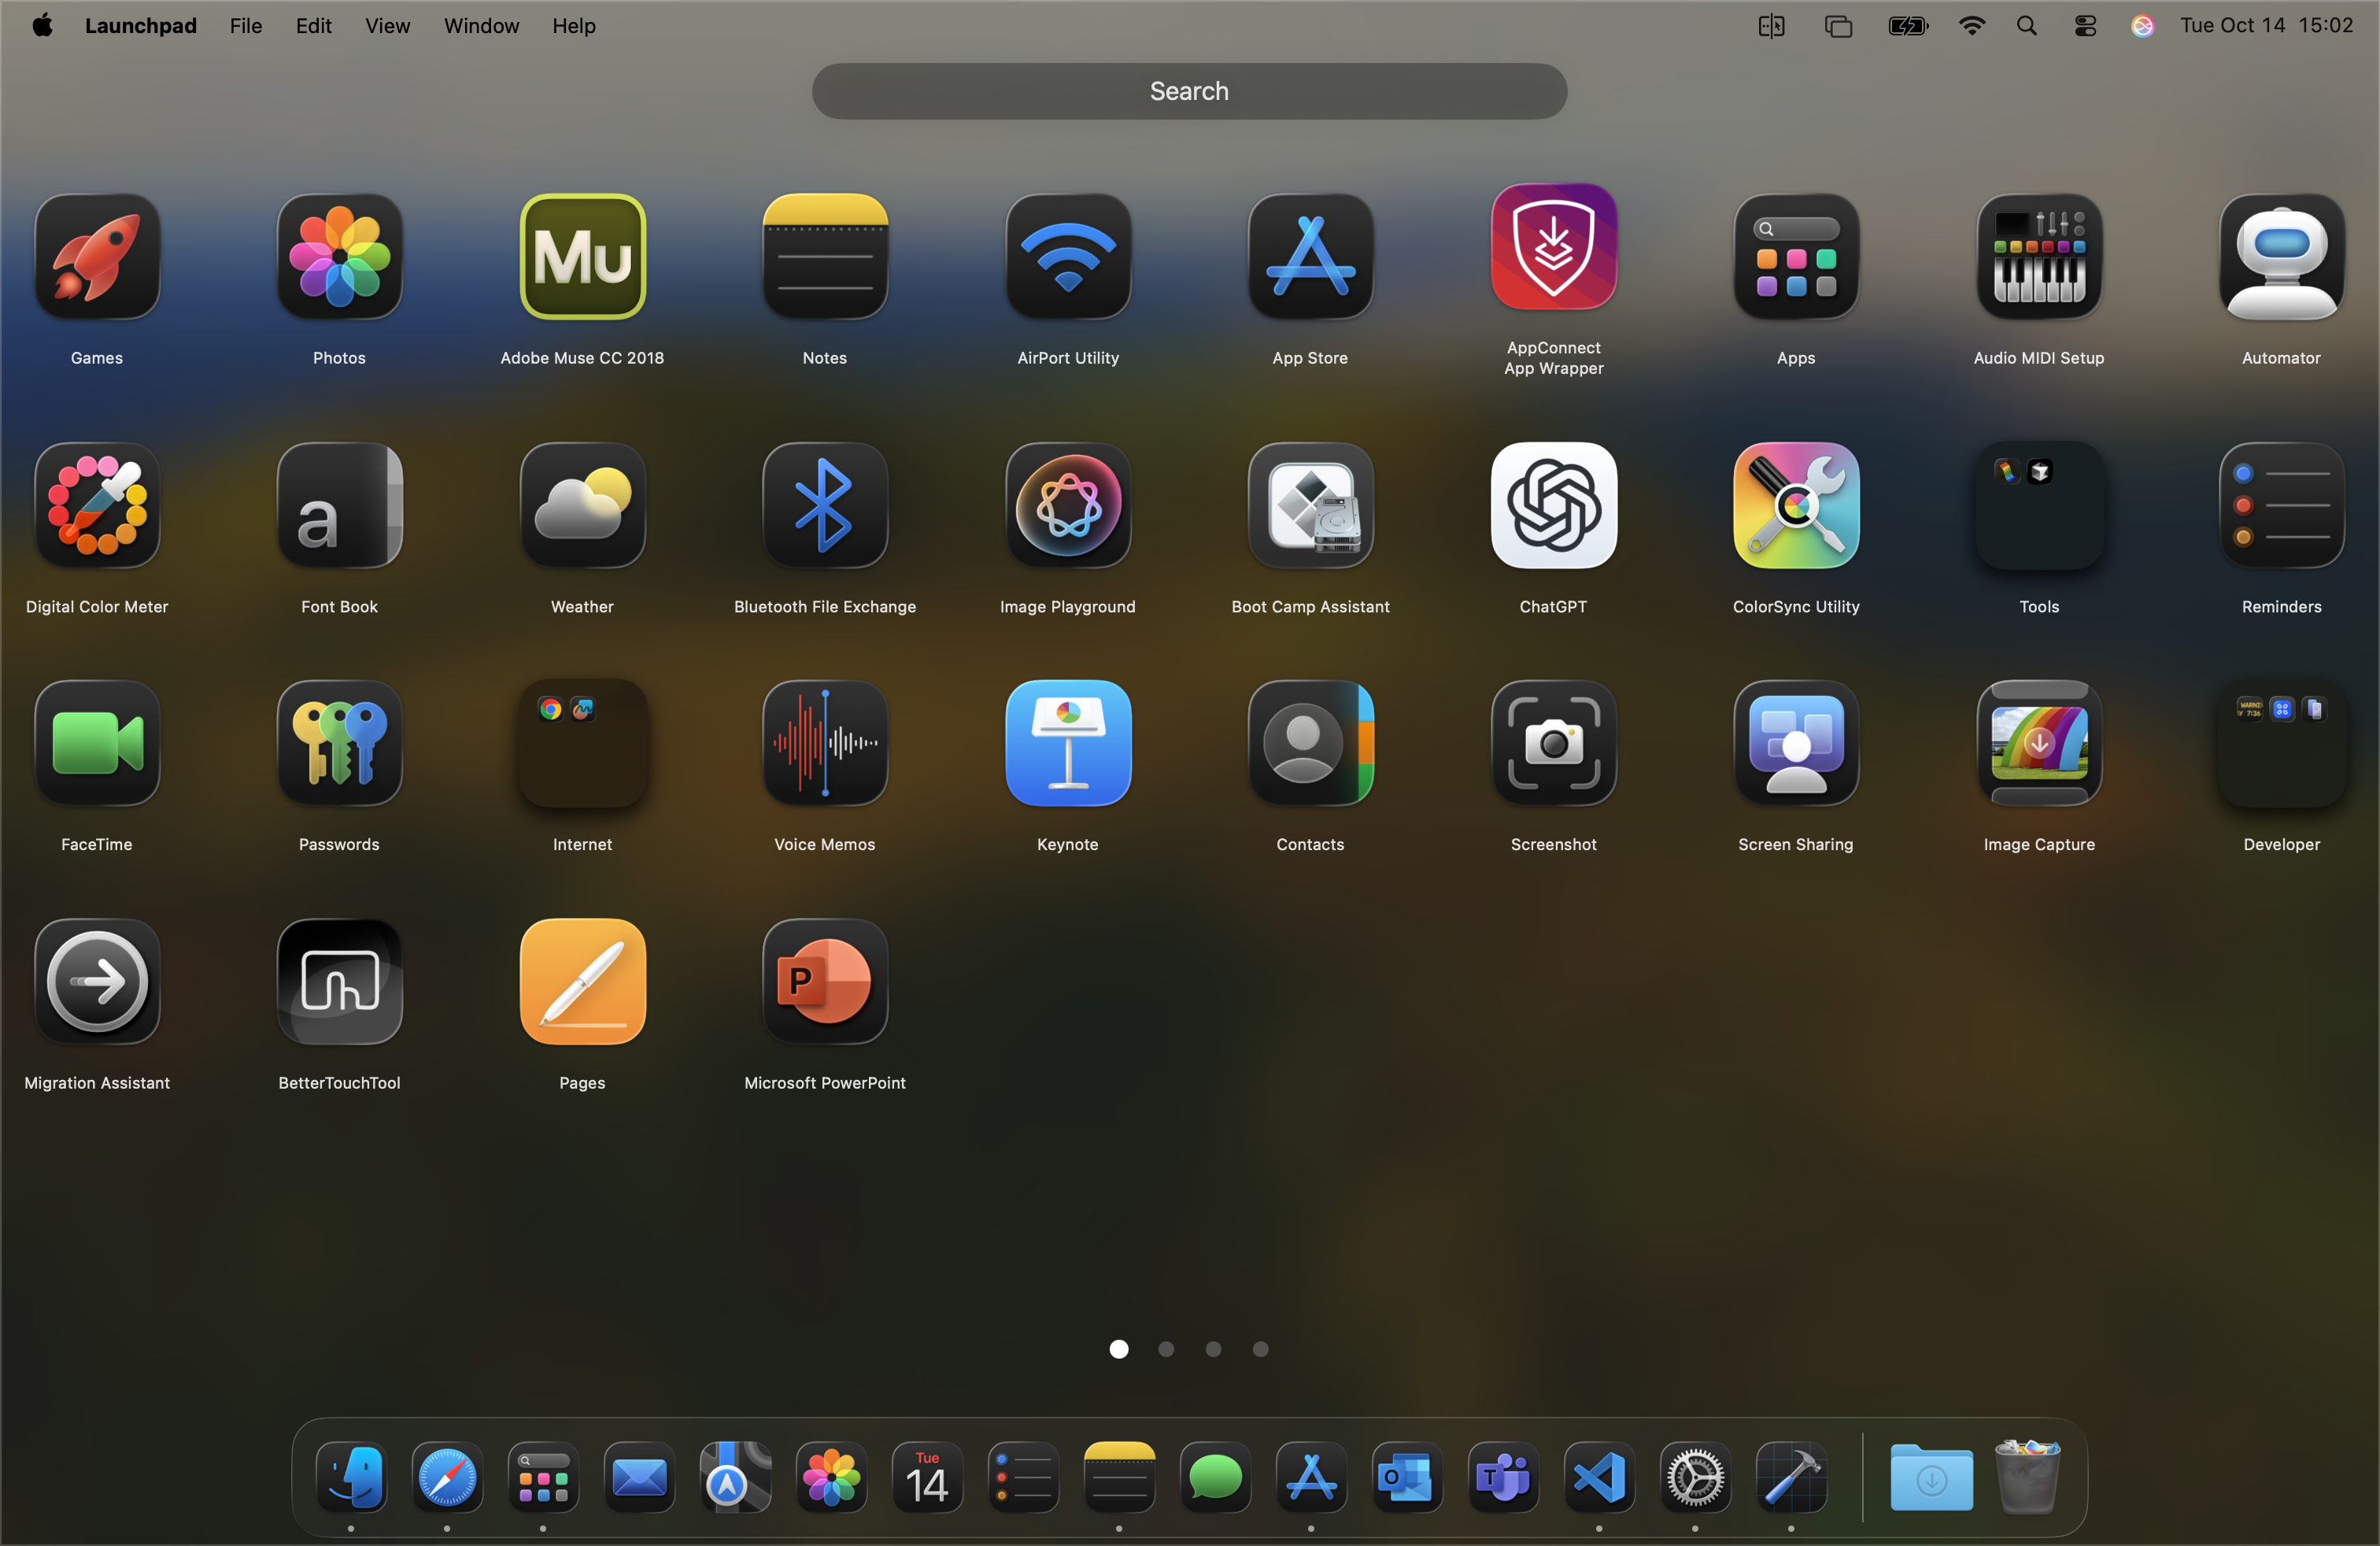 Launchpad File Edit View Window Help Tue Oct 14 15:02
Search
Mu
Games Photos Adobe Muse CC 2018 Notes AirPort Utility App Store AppConnect App Wrapper Apps Audio MIDI Setup Automator
a
Digital Color Meter Font Book Weather Bluetooth File Exchange Image Playground Boot Camp Assistant ChatGPT ColorSync Utility Tools Reminders
FaceTime Passwords Internet Voice Memos Keynote Contacts Screenshot Screen Sharing Image Capture Developer
P
Migration Assistant BetterTouchTool Pages Microsoft PowerPoint
Tue
14 O T